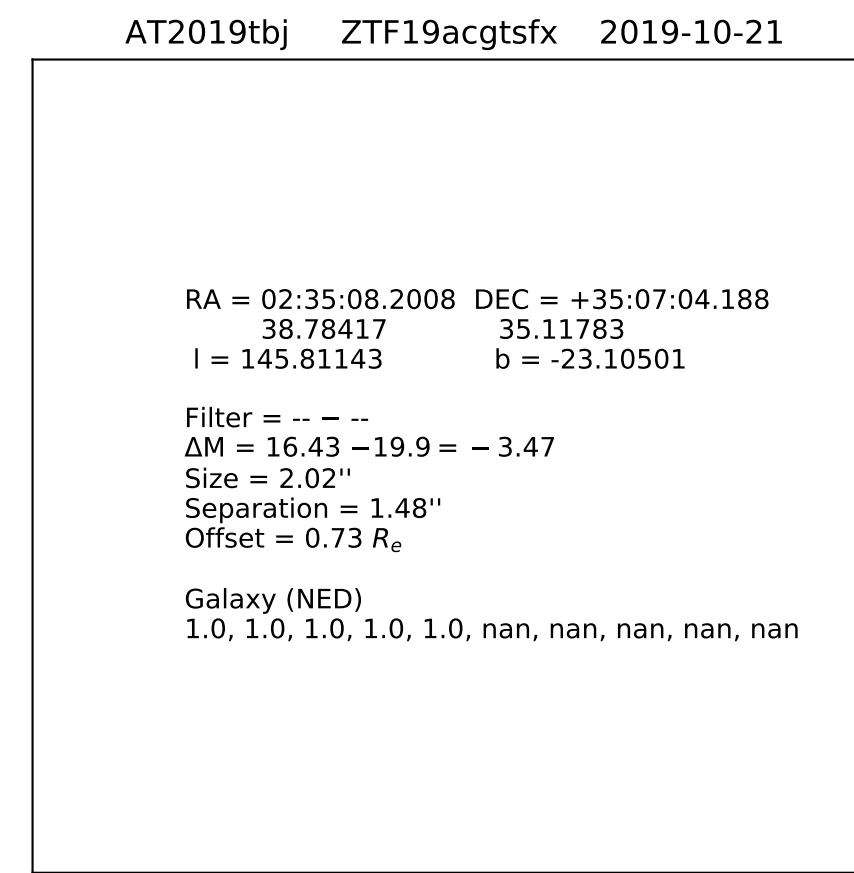 AT2019tbj ZTF19acgtsfx 2019-10-21
RA = 02:35:08.2008 DEC = +35:07:04.188
38.78417 35.11783
l = 145.81143 b = -23.10501
Filter = -- − --
ΔM = 16.43 −19.9 = − 3.47
Size = 2.02''
Separation = 1.48''
Offset = 0.73 Re
Galaxy (NED)
1.0, 1.0, 1.0, 1.0, 1.0, nan, nan, nan, nan, nan